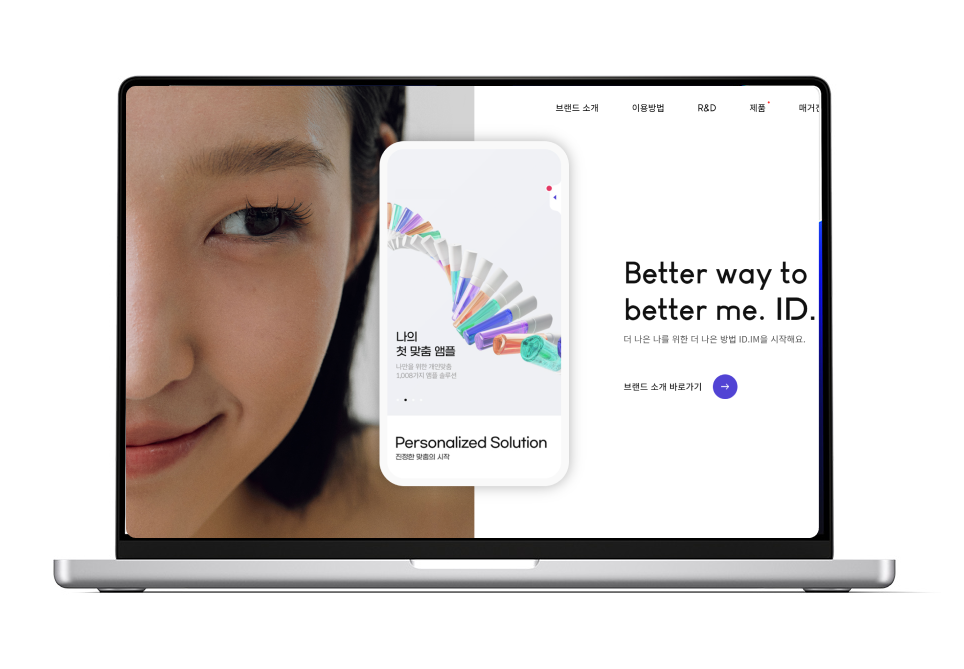 브랜드 소개 이용방법 R&D 제품 매거진
Better way to
better me. ID.
더 나은 나를 위한 더 나은 방법 ID.IM을 시작해요.
브랜드 소개 바로가기
나의
첫 맞춤 앰플
나만을 위한 개인맞춤
1,008가지 앰플 솔루션
Personalized Solution
진정한 맞춤의 시작